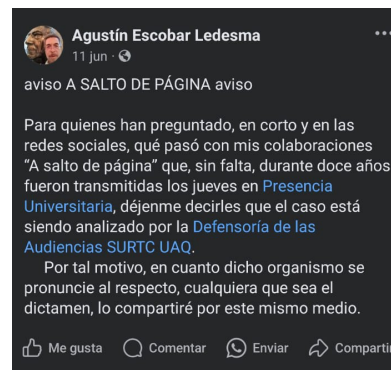 Agustín Escobar Ledesma
11 jun ·
aviso A SALTO DE PÁGINA aviso
Para quienes han preguntado, en corto y en las
redes sociales, qué pasó con mis colaboraciones
“A salto de página” que, sin falta, durante doce años
fueron transmitidas los jueves en Presencia
Universitaria, déjenme decirles que el caso está
siendo analizado por la Defensoría de las
Audiencias SURTC UAQ.
Por tal motivo, en cuanto dicho organismo se
pronuncie al respecto, cualquiera que sea el
dictamen, lo compartiré por este mismo medio.
Me gusta Comentar Enviar Compartir